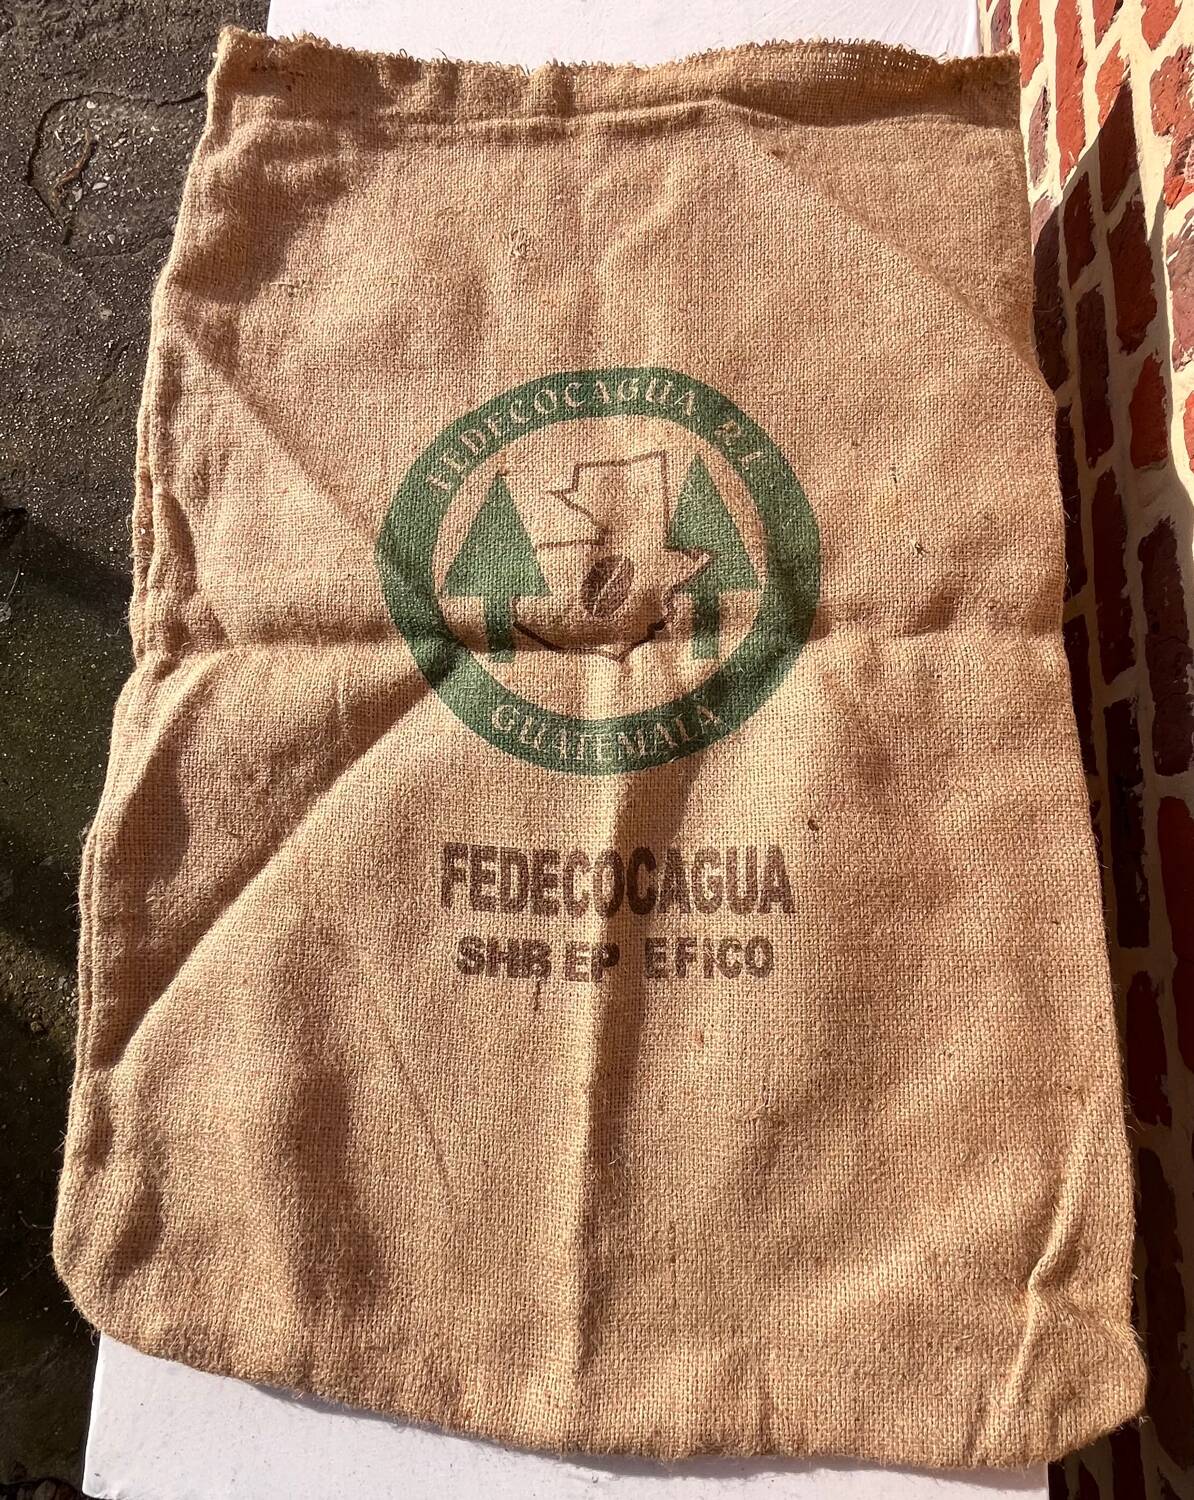 FEDECOCAGUA R.L.
GUATEMALA
FEDECOCAGUA
SHB EP EFICO